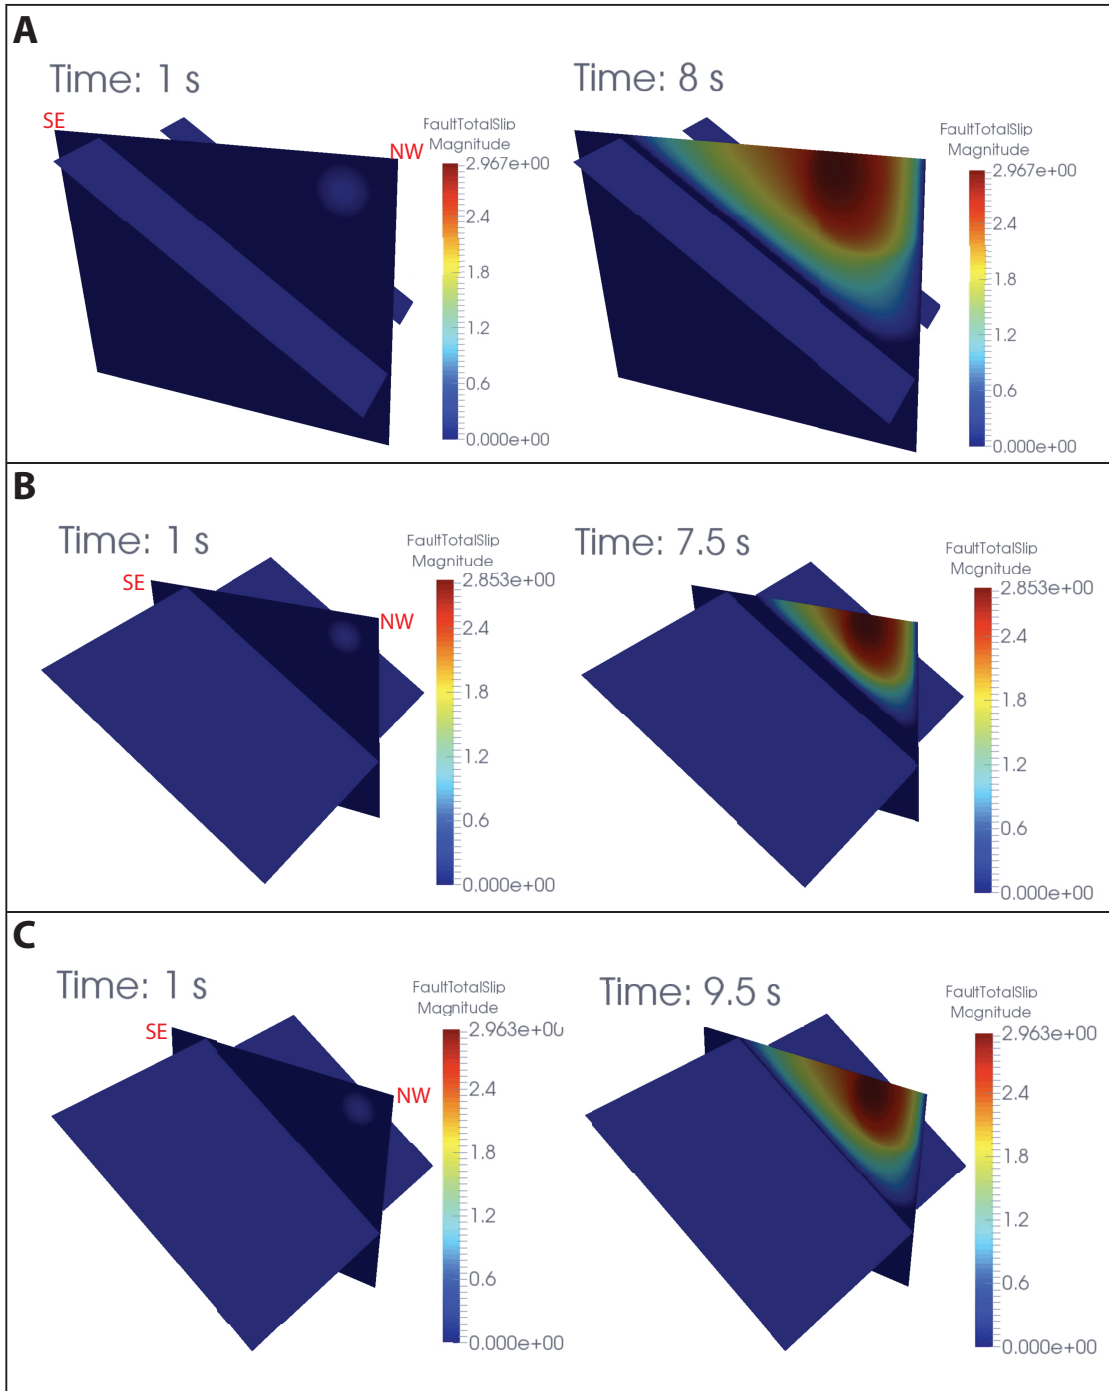 A
Time: 1 s
Time: 8 s
SE
NW
FaultTotalSlip
Magnitude
2.967e+00
2.4
1.8
1.2
0.6
0.000e+00
FaultTotalSlip
Magnitude
2.967e+00
2.4
1.8
1.2
0.6
0.000e+00
B
Time: 1 s
Time: 7.5 s
SE
NW
FaultTotalSlip
Magnitude
2.853e+00
2.4
1.8
1.2
0.6
0.000e+00
FaultTotalSlip
Magnitude
2.853e+00
2.4
1.8
1.2
0.6
0.000e+00
C
Time: 1 s
Time: 9.5 s
SE
NW
FaultTotalSlip
Magnitude
2.963e+00
2.4
1.8
1.2
0.6
0.000e+00
FaultTotalSlip
Magnitude
2.963e+00
2.4
1.8
1.2
0.6
0.000e+00